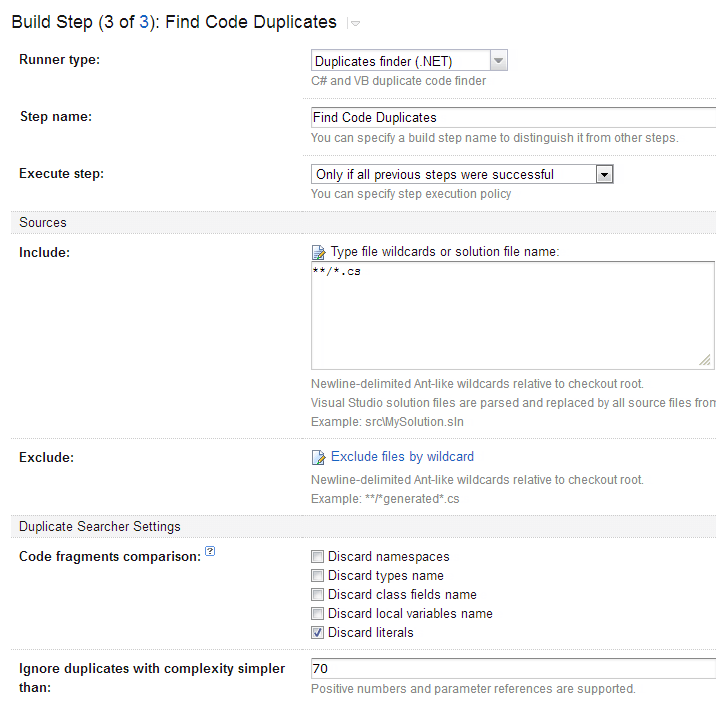 Build Step (3 of 3): Find Code Duplicates
Runner type:
Duplicates finder (.NET)
C# and VB duplicate code finder
Step name:
Find Code Duplicates
You can specify a build step name to distinguish it from other steps.
Execute step:
Only if all previous steps were successful
You can specify step execution policy
Sources
Include:
Type file wildcards or solution file name:
**/*.cs
Newline-delimited Ant-like wildcards relative to checkout root.
Visual Studio solution files are parsed and replaced by all source files from
Example: src\MySolution.sln
Exclude:
Exclude files by wildcard
Newline-delimited Ant-like wildcards relative to checkout root.
Example: **/*generated*.cs
Duplicate Searcher Settings
Code fragments comparison: ?
Discard namespaces
Discard types name
Discard class fields name
Discard local variables name
Discard literals
Ignore duplicates with complexity simpler
than:
70
Positive numbers and parameter references are supported.